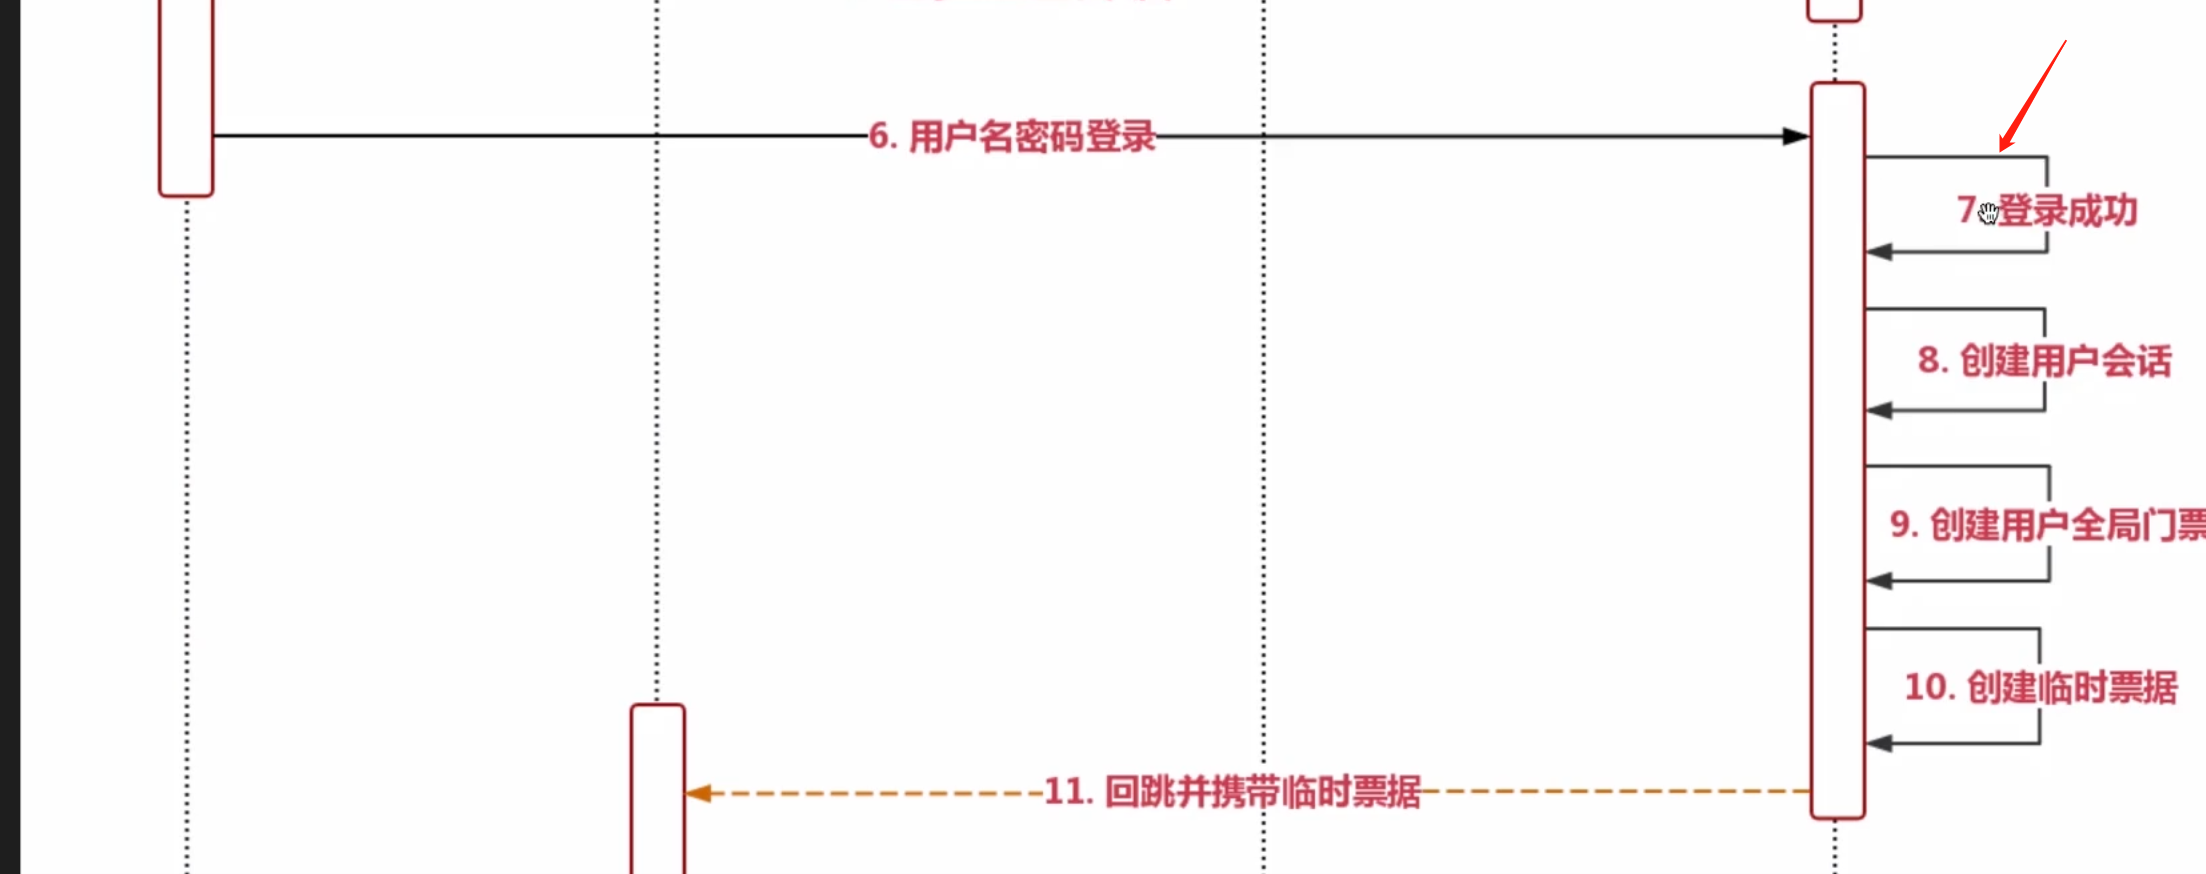 6. 用户名密码登录
7 登录成功
8. 创建用户会话
9. 创建用户全局门票
10. 创建临时票据
11. 回跳并携带临时票据